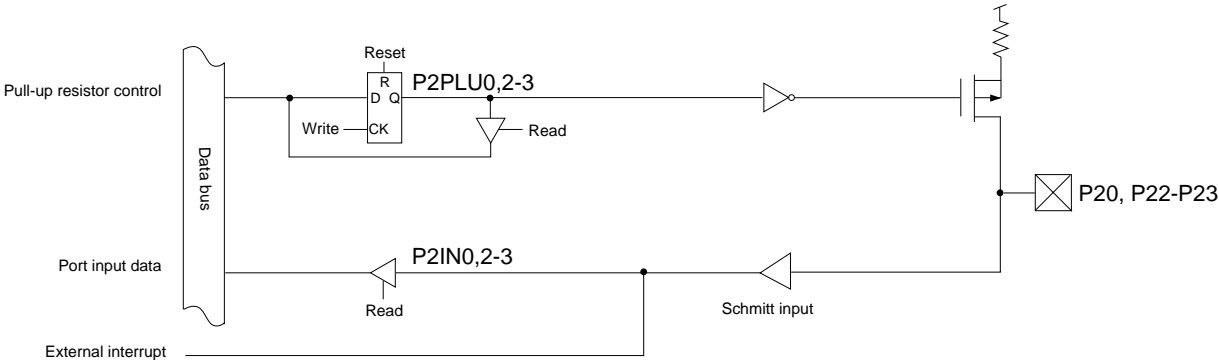 Reset
Pull-up resistor control
R
P2PLU0,2-3
D Q
Write
CK
Read
Data bus
P20, P22-P23
Port input data
P2IN0,2-3
Read
Schmitt input
External interrupt